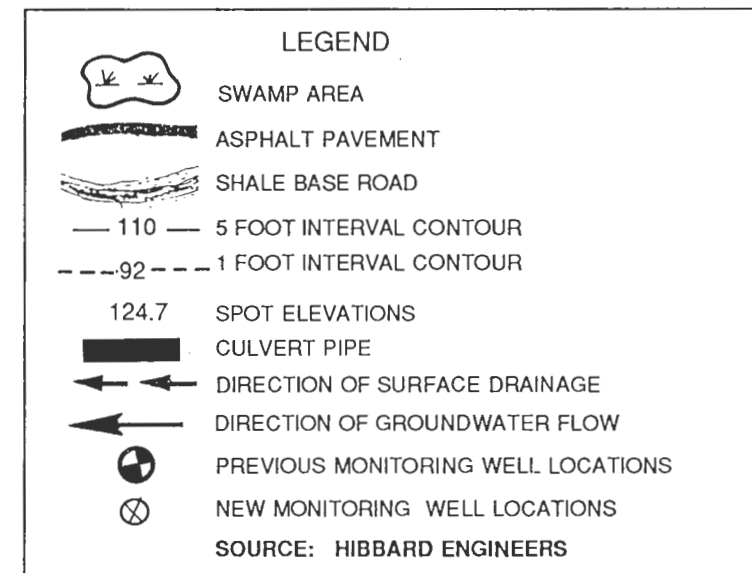 LEGEND
SWAMP AREA
ASPHALT PAVEMENT
SHALE BASE ROAD
110 5 FOOT INTERVAL CONTOUR
92 1 FOOT INTERVAL CONTOUR
124.7 SPOT ELEVATIONS
CULVERT PIPE
DIRECTION OF SURFACE DRAINAGE
DIRECTION OF GROUNDWATER FLOW
PREVIOUS MONITORING WELL LOCATIONS
NEW MONITORING WELL LOCATIONS
SOURCE: HIBBARD ENGINEERS